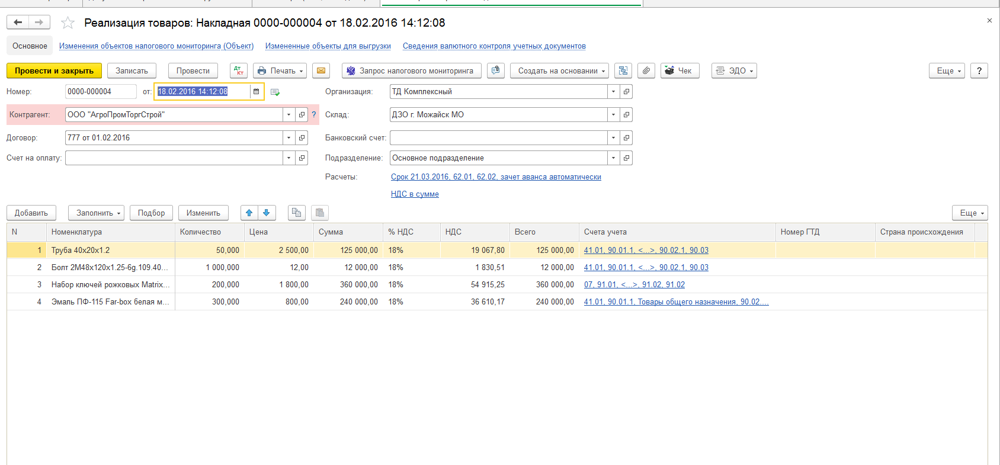 Реализация товаров: Накладная 0000-000004 от 18.02.2016 14:12:08
Основное Изменения объектов налогового мониторинга (Объект) Измененные объекты для выгрузки Сведения валютного контроля учетных документов
Провести и закрыть Записать Провести Дт Кт Печать Запрос налогового мониторинга Создать на основании Чек ЭДО Еще ?
Номер: 0000-000004 от: 18.02.2016 14:12:08 Организация: ТД Комплексный
Контрагент: ООО "АгроПромТоргСтрой" ? Склад: ДЗО г. Можайск МО
Договор: 777 от 01.02.2016 Банковский счет:
Счет на оплату: Подразделение: Основное подразделение
Расчеты: Срок 21.03.2016, 62.01, 62.02, зачет аванса автоматически
НДС в сумме
Добавить Заполнить Подбор Изменить Еще
N Номенклатура Количество Цена Сумма % НДС НДС Всего Счета учета Номер ГТД Страна происхождения
1 Труба 40х20х1.2 50,000 2 500,00 125 000,00 18% 19 067,80 125 000,00 41.01, 90.01.1, <...>, 90.02.1, 90.03
2 Болт 2М48х120х1.25-6g.109.40... 1 000,000 12,00 12 000,00 18% 1 830,51 12 000,00 41.01, 90.01.1, <...>, 90.02.1, 90.03
3 Набор ключей рожковых Matrix... 200,000 1 800,00 360 000,00 18% 54 915,25 360 000,00 07, 91.01, <...>, 91.02, 91.02
4 Эмаль ПФ-115 Far-box белая м... 300,000 800,00 240 000,00 18% 36 610,17 240 000,00 41.01, 90.01.1, Товары общего назначения, 90.02....